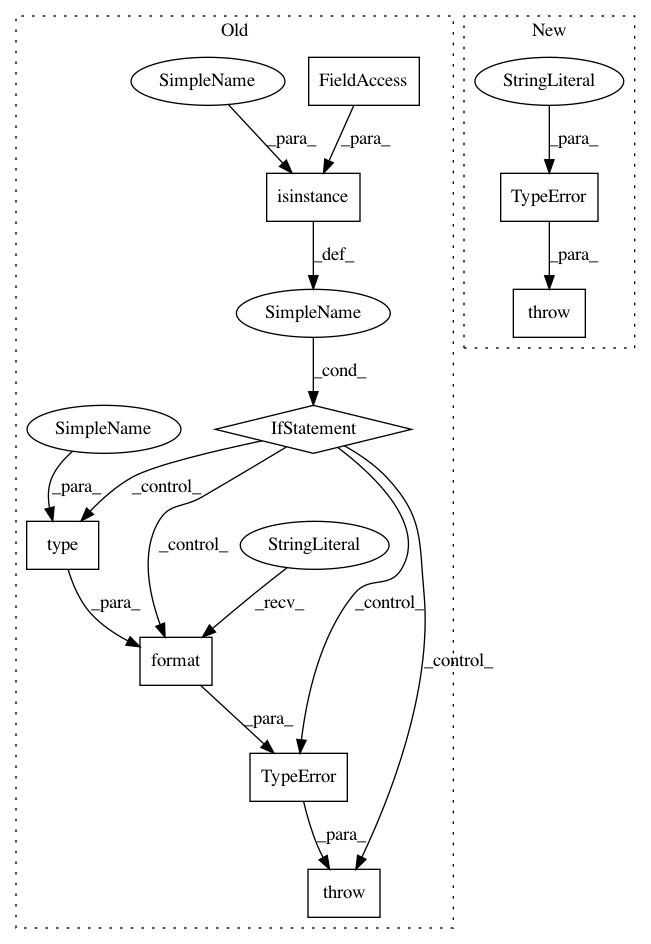 Old
New
SimpleName
FieldAccess
StringLiteral
_para_
_para_
_para_
isinstance
TypeError
_def_
_para_
SimpleName
throw
_cond_
SimpleName
IfStatement
_para_
_control_
type
StringLiteral
_control_
_para_
_recv_
_control_
format
_control_
_para_
TypeError
_para_
throw